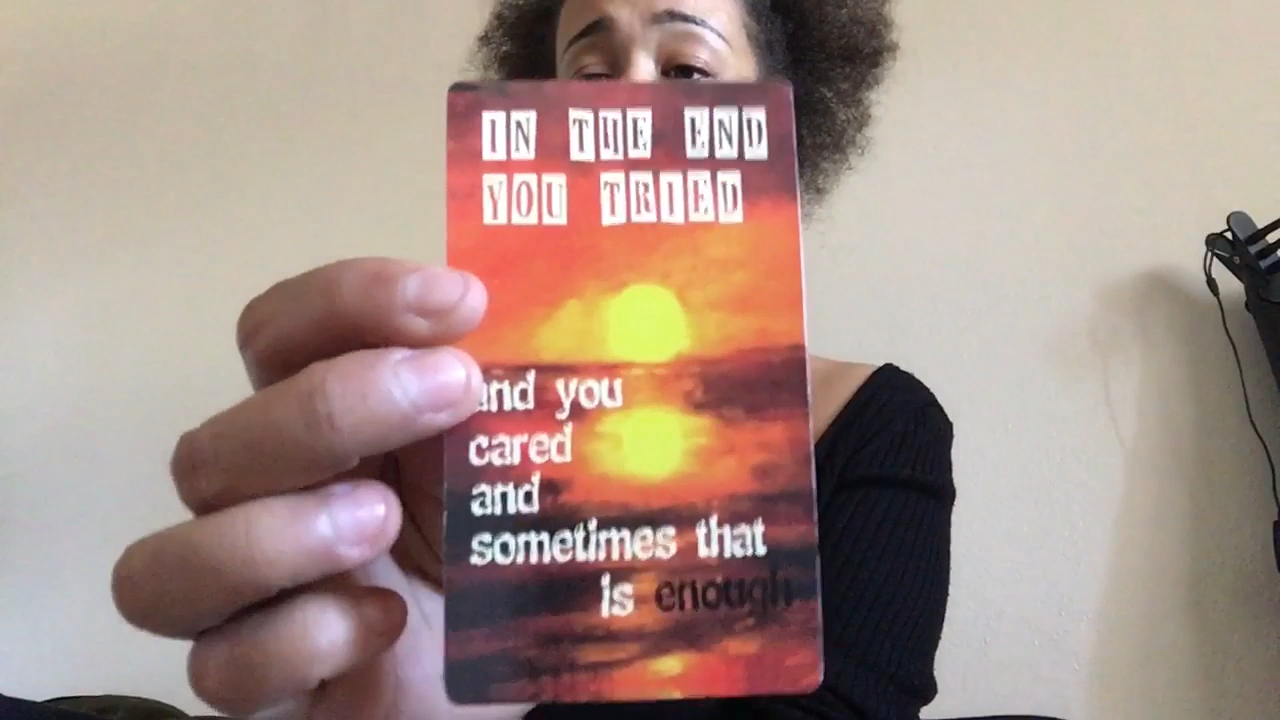 IN THE END
YOU TRIED
and you
cared
and
sometimes that
is enough